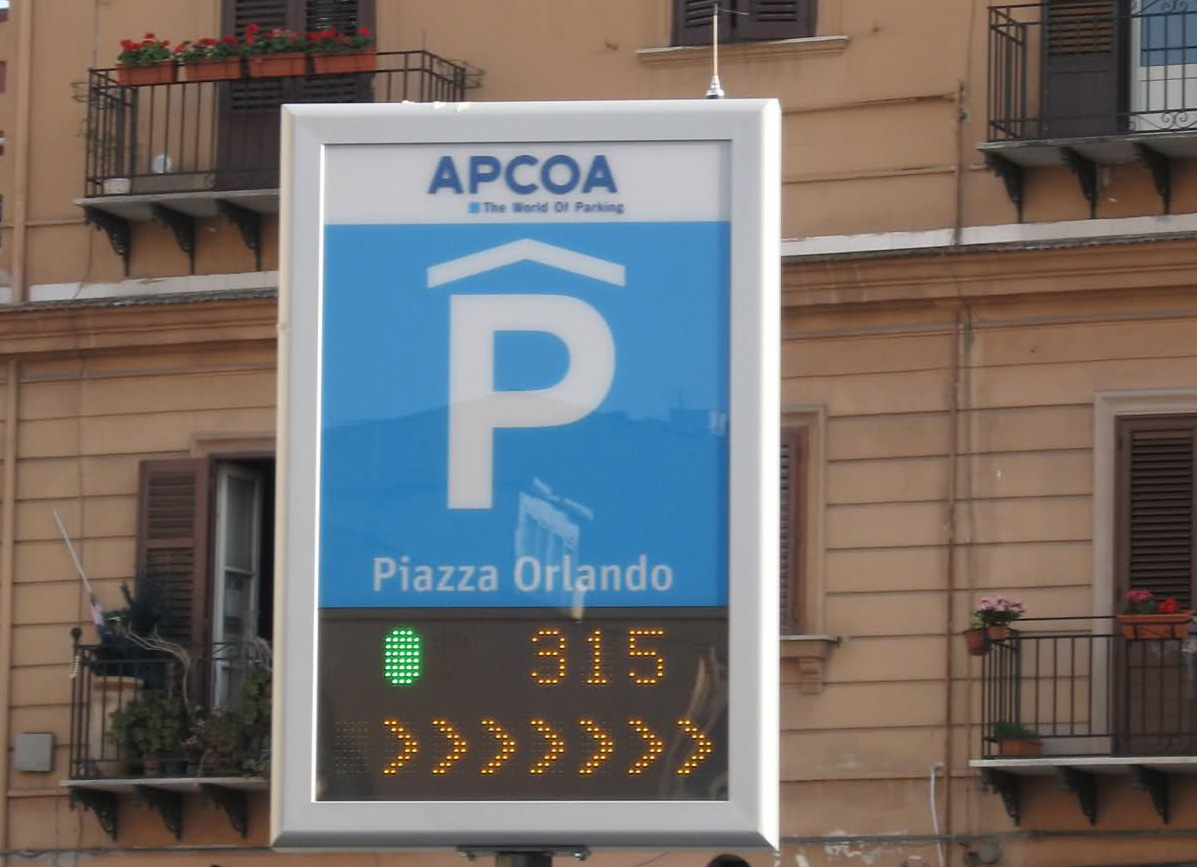 APCOA
The World Of Parking
P
Piazza Orlando
315
>>>>>>>